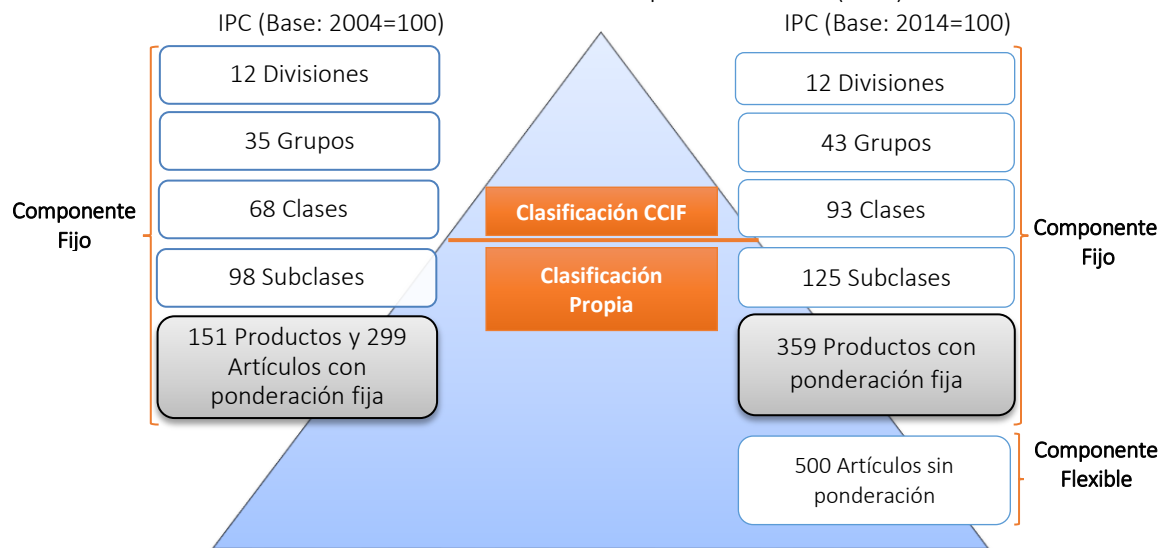 IPC (Base: 2004=100)
12 Divisiones
35 Grupos
68 Clases
98 Subclases
151 Productos y 299
Artículos con
ponderación fija
Componente
Fijo
Clasificación CCIF
Clasificación
Propia
IPC (Base: 2014=100)
12 Divisiones
43 Grupos
93 Clases
125 Subclases
359 Productos con
ponderación fija
Componente
Fijo
500 Artículos sin
ponderación
Componente
Flexible